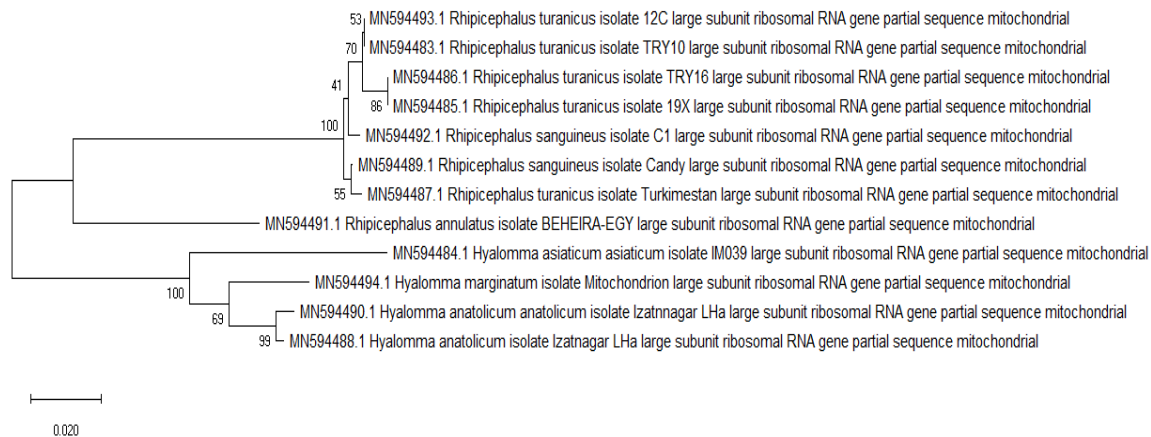 53
MN594493.1 Rhipicephalus turanicus isolate 12C large subunit ribosomal RNA gene partial sequence mitochondrial
70
MN594483.1 Rhipicephalus turanicus isolate TRY10 large subunit ribosomal RNA gene partial sequence mitochondrial
MN594486.1 Rhipicephalus turanicus isolate TRY16 large subunit ribosomal RNA gene partial sequence mitochondrial
41
86
MN594485.1 Rhipicephalus turanicus isolate 19X large subunit ribosomal RNA gene partial sequence mitochondrial
100
MN594492.1 Rhipicephalus sanguineus isolate C1 large subunit ribosomal RNA gene partial sequence mitochondrial
MN594489.1 Rhipicephalus sanguineus isolate Candy large subunit ribosomal RNA gene partial sequence mitochondrial
55
MN594487.1 Rhipicephalus turanicus isolate Turkimestan large subunit ribosomal RNA gene partial sequence mitochondrial
MN594491.1 Rhipicephalus annulatus isolate BEHEIRA-EGY large subunit ribosomal RNA gene partial sequence mitochondrial
MN594484.1 Hyalomma asiaticum asiaticum isolate IM039 large subunit ribosomal RNA gene partial sequence mitochondrial
100
MN594494.1 Hyalomma marginatum isolate Mitochondrion large subunit ribosomal RNA gene partial sequence mitochondrial
69
MN594490.1 Hyalomma anatolicum anatolicum isolate Izatnnagar LHa large subunit ribosomal RNA gene partial sequence mitochondrial
99
MN594488.1 Hyalomma anatolicum isolate Izatnagar LHa large subunit ribosomal RNA gene partial sequence mitochondrial
0.020